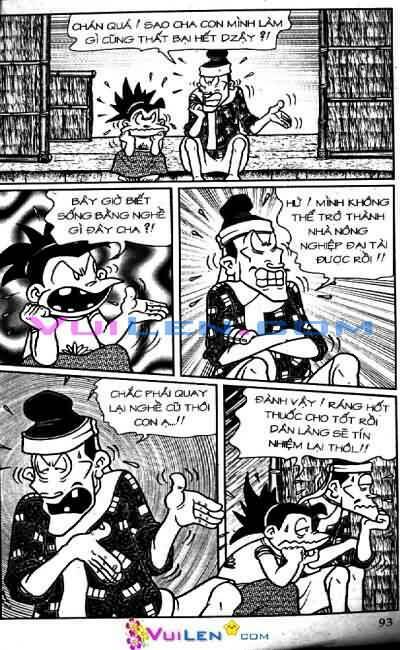 CHÁN QUÁ! SAO CHA CON MÌNH LÀM
GÌ CŨNG THẤT BẠI HẾT DZẬY?!
BÂY GIỜ BIẾT
SỐNG BẰNG NGHỀ
GÌ ĐÂY CHA?!
HỪ! MÌNH KHÔNG
THỂ TRỞ THÀNH
NHÀ NÔNG
NGHIỆP ĐẠI TÀI
ĐƯỢC RỒI!!
VuiLen.com
CHẮC PHẢI QUAY
LẠI NGHỀ CŨ THÔI
CON Ạ...!!
ĐÀNH VẬY! RÁNG HỐT
THUỐC CHO TỐT RỒI
DÂN LÀNG SẼ TÍN
NHIỆM LẠI THÔI..!!
93
VuiLen.com